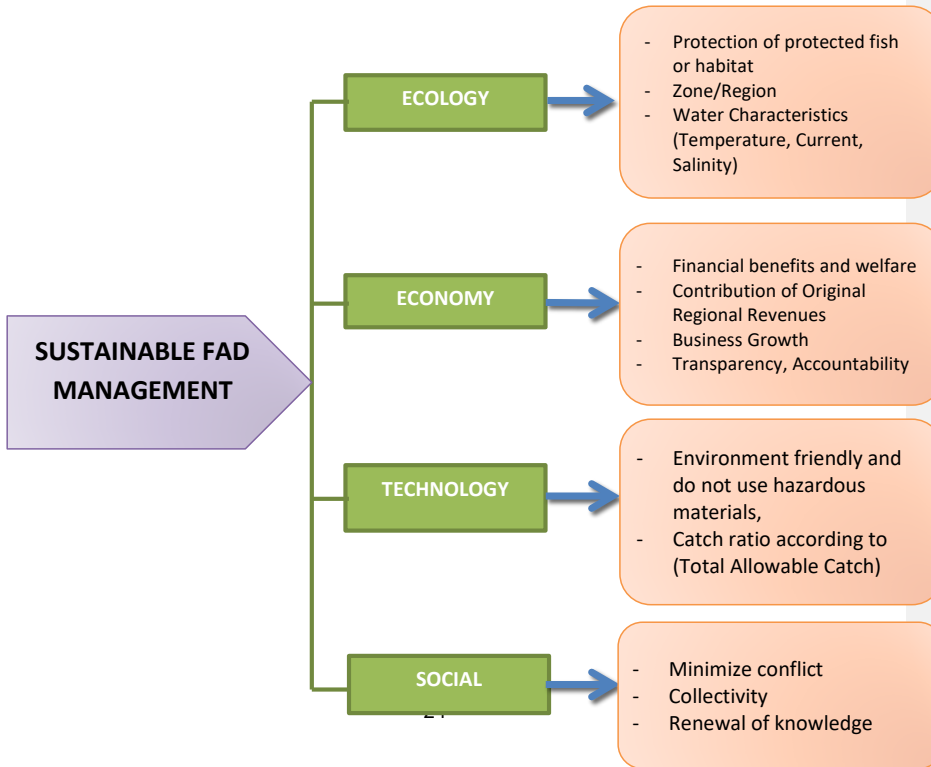 SUSTAINABLE FAD
MANAGEMENT
ECOLOGY
- Protection of protected fish
or habitat
- Zone/Region
- Water Characteristics
(Temperature, Current,
Salinity)
ECONOMY
- Financial benefits and welfare
- Contribution of Original
Regional Revenues
- Business Growth
- Transparency, Accountability
TECHNOLOGY
- Environment friendly and
do not use hazardous
materials,
- Catch ratio according to
(Total Allowable Catch)
SOCIAL
- Minimize conflict
- Collectivity
- Renewal of knowledge